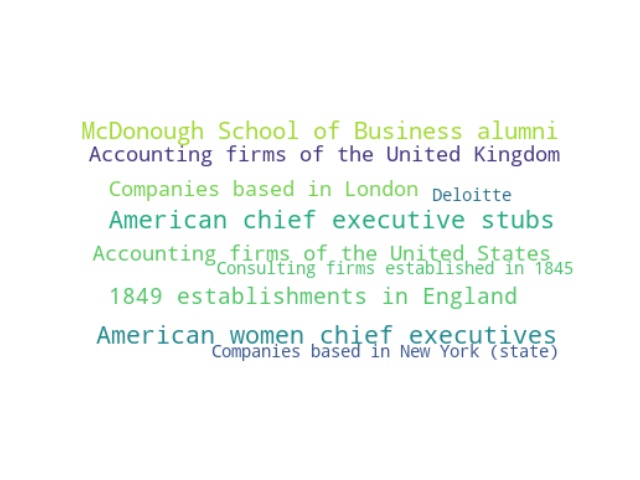 McDonough School of Business alumni
Accounting firms of the United Kingdom
Companies based in London
Deloitte
American chief executive stubs
Accounting firms of the United States
Consulting firms established in 1845
1849 establishments in England
American women chief executives
Companies based in New York (state)